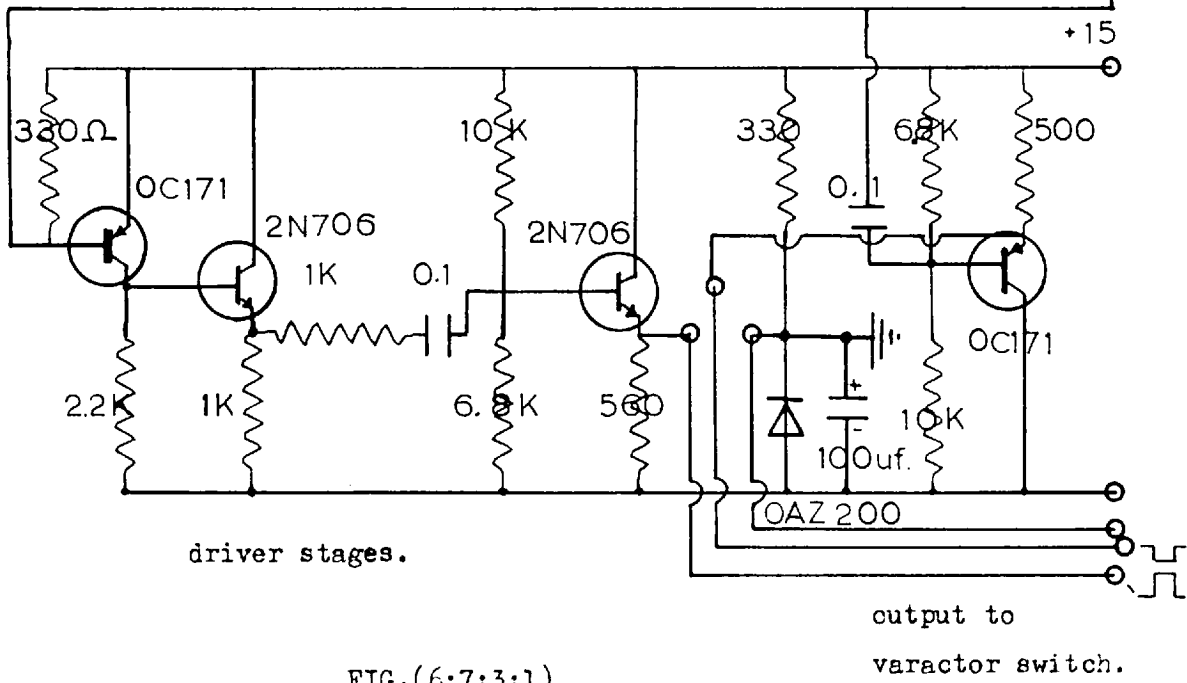 +15
330Ω
10K
330
6.8K
500
OC171
0.1
2N706
2N706
1K
0.1
OC171
2.2K
1K
6.8K
560
+
10K
-
100uf.
OAZ200
driver stages.
output to
varactor switch.
FIG.(6·7·3·1)